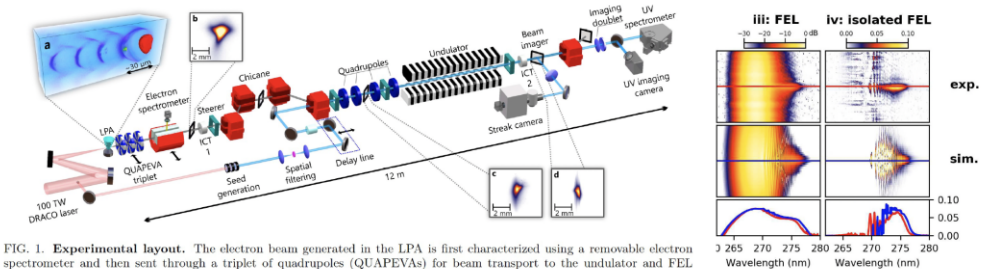 a
~30 μm
b
2 mm
Electron
spectrometer
Steerer
Chicane
Quadrupoles
Undulator
Beam
imager
Imaging
doublet
UV
spectrometer
LPA
ICT
1
QUAPEVA
triplet
ICT
2
UV imaging
camera
Streak camera
Delay line
Spatial
filtering
Seed
generation
12 m
100 TW
DRACO laser
c
2 mm
d
2 mm
iii: FEL
iv: isolated FEL
−30 −20 −10 0 dB
0.00 0.05 0.10
exp.
sim.
0.10
0.05
0.00
3 265 270 275 280
265 270 275 280
Wavelength (nm)
Wavelength (nm)
FIG. 1. Experimental layout. The electron beam generated in the LPA is first characterized using a removable electron
spectrometer and then sent through a triplet of quadrupoles (QUAPEVAs) for beam transport to the undulator and FEL